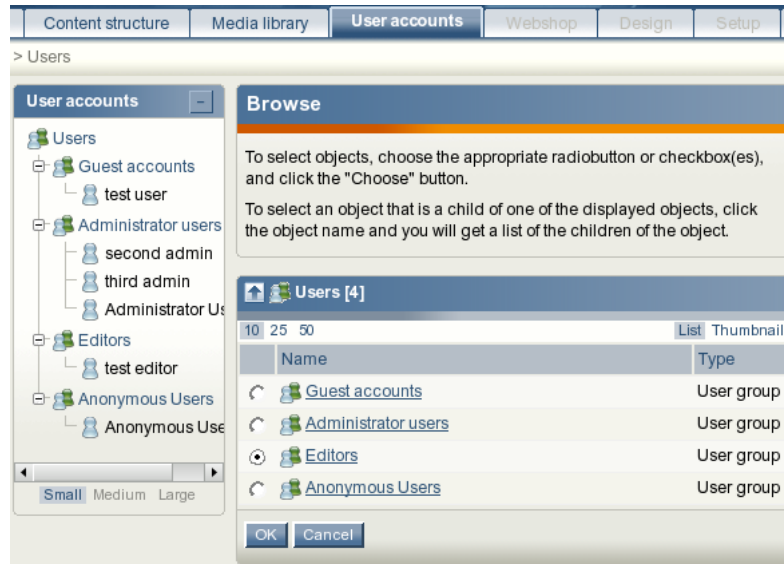 Content structure Media library User accounts Webshop Design Setup
> Users
User accounts -
Users
Guest accounts
test user
Administrator users
second admin
third admin
Administrator Us
Editors
test editor
Anonymous Users
Anonymous Use
Small Medium Large
Browse
To select objects, choose the appropriate radiobutton or checkbox(es),
and click the "Choose" button.
To select an object that is a child of one of the displayed objects, click
the object name and you will get a list of the children of the object.
Users [4]
10 25 50 List Thumbnail
Name Type
Guest accounts User group
Administrator users User group
Editors User group
Anonymous Users User group
OK Cancel